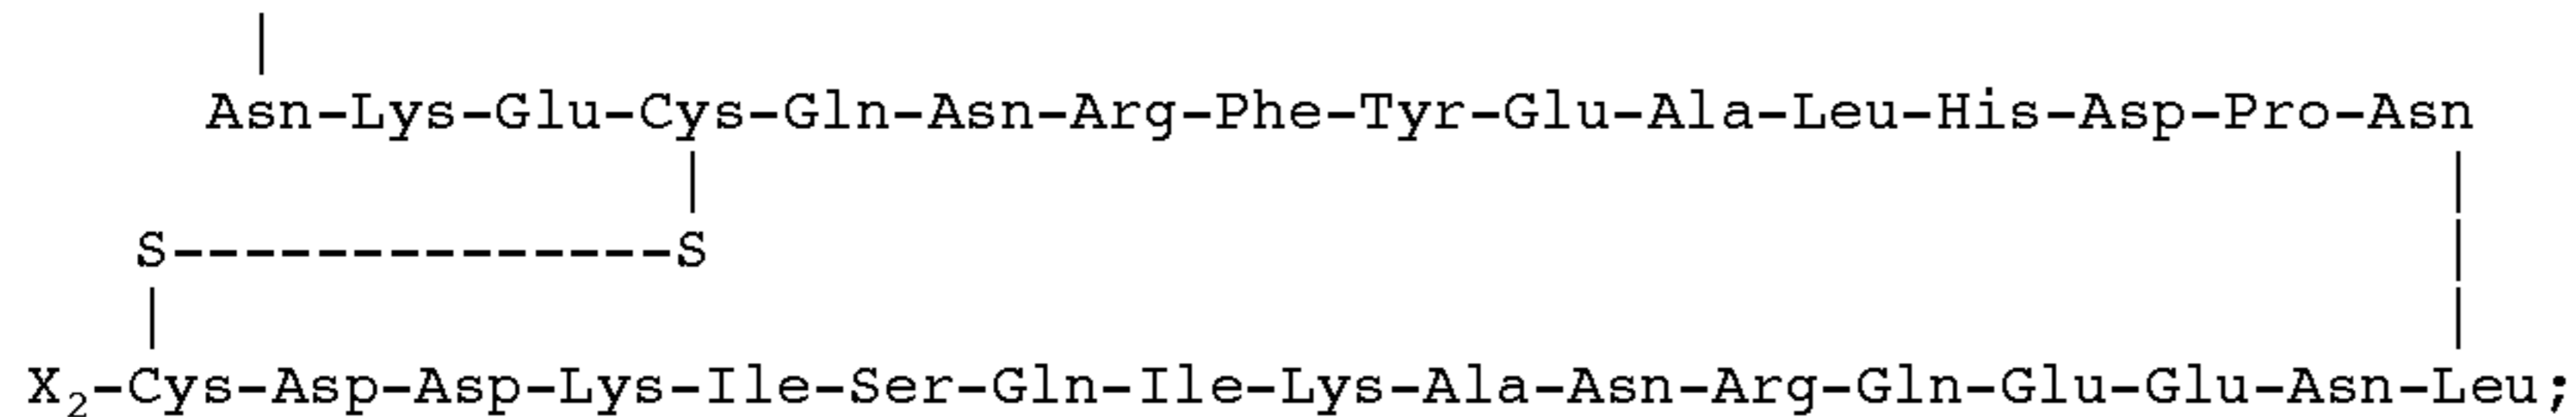 Asn-Lys-Glu-Cys-Gln-Asn-Arg-Phe-Tyr-Glu-Ala-Leu-His-Asp-Pro-Asn
S---------------S
X₂-Cys-Asp-Asp-Lys-Ile-Ser-Gln-Ile-Lys-Ala-Asn-Arg-Gln-Glu-Glu-Asn-Leu;